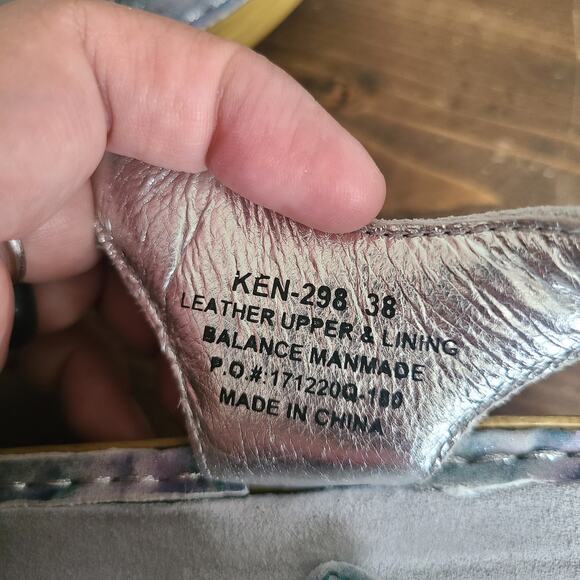 KEN-298 38
LEATHER UPPER & LINING
BALANCE MANMADE
P.O.#:171220Q-180
MADE IN CHINA